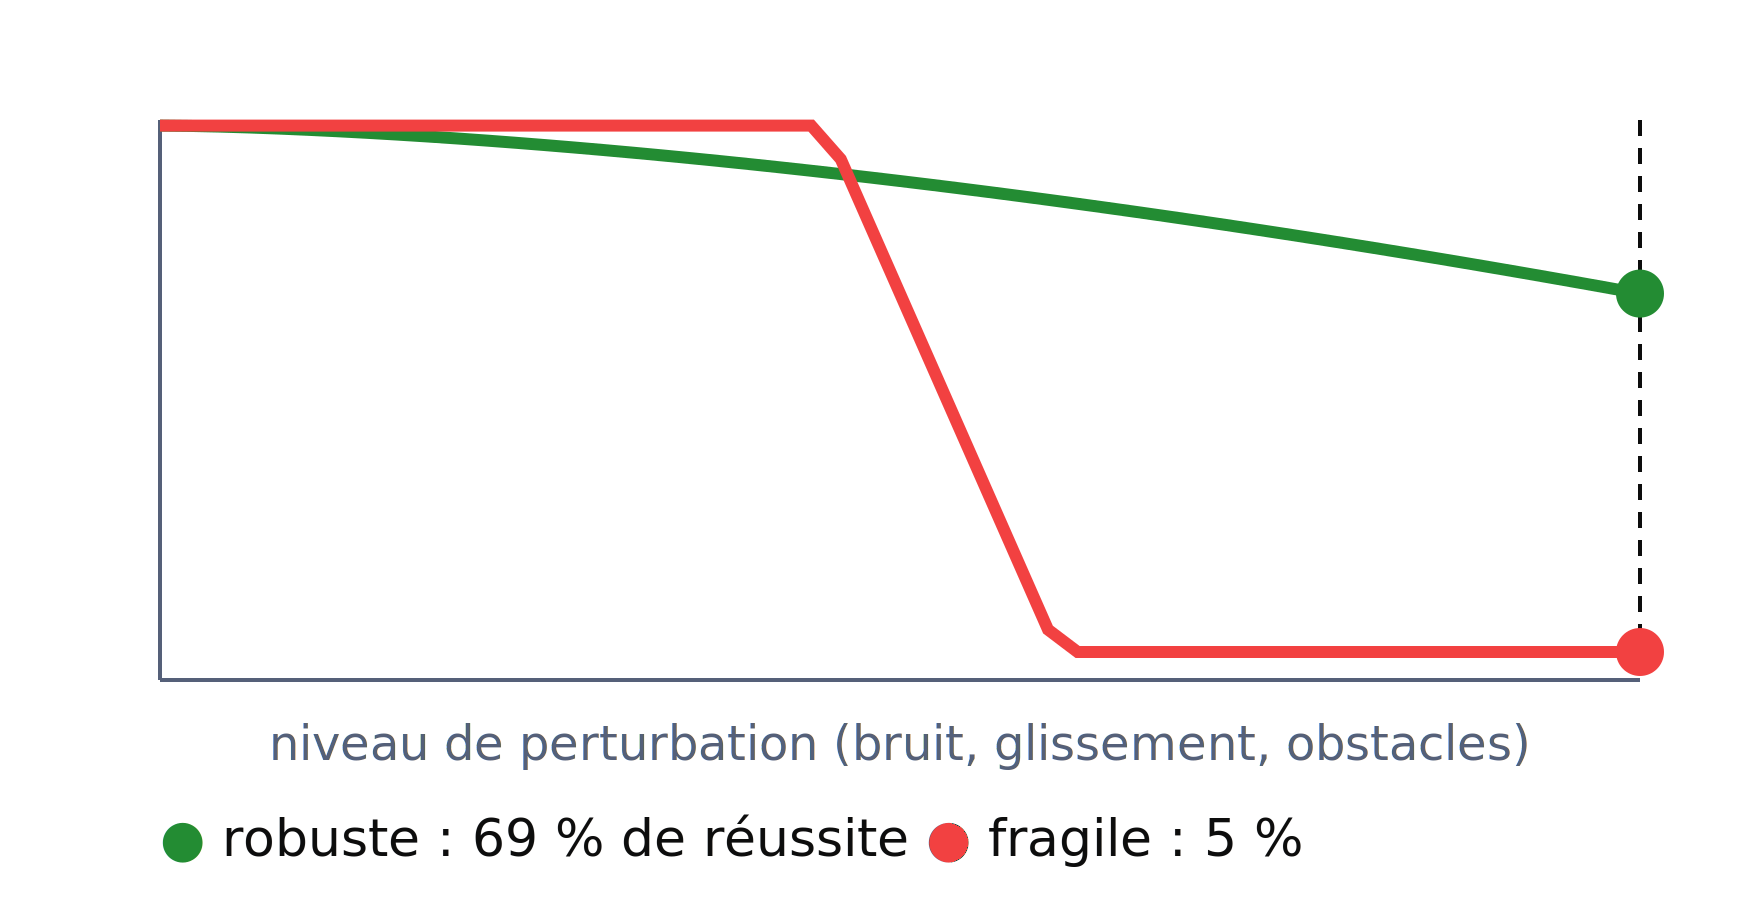 niveau de perturbation (bruit, glissement, obstacles)
robuste : 69 % de réussite fragile : 5 %